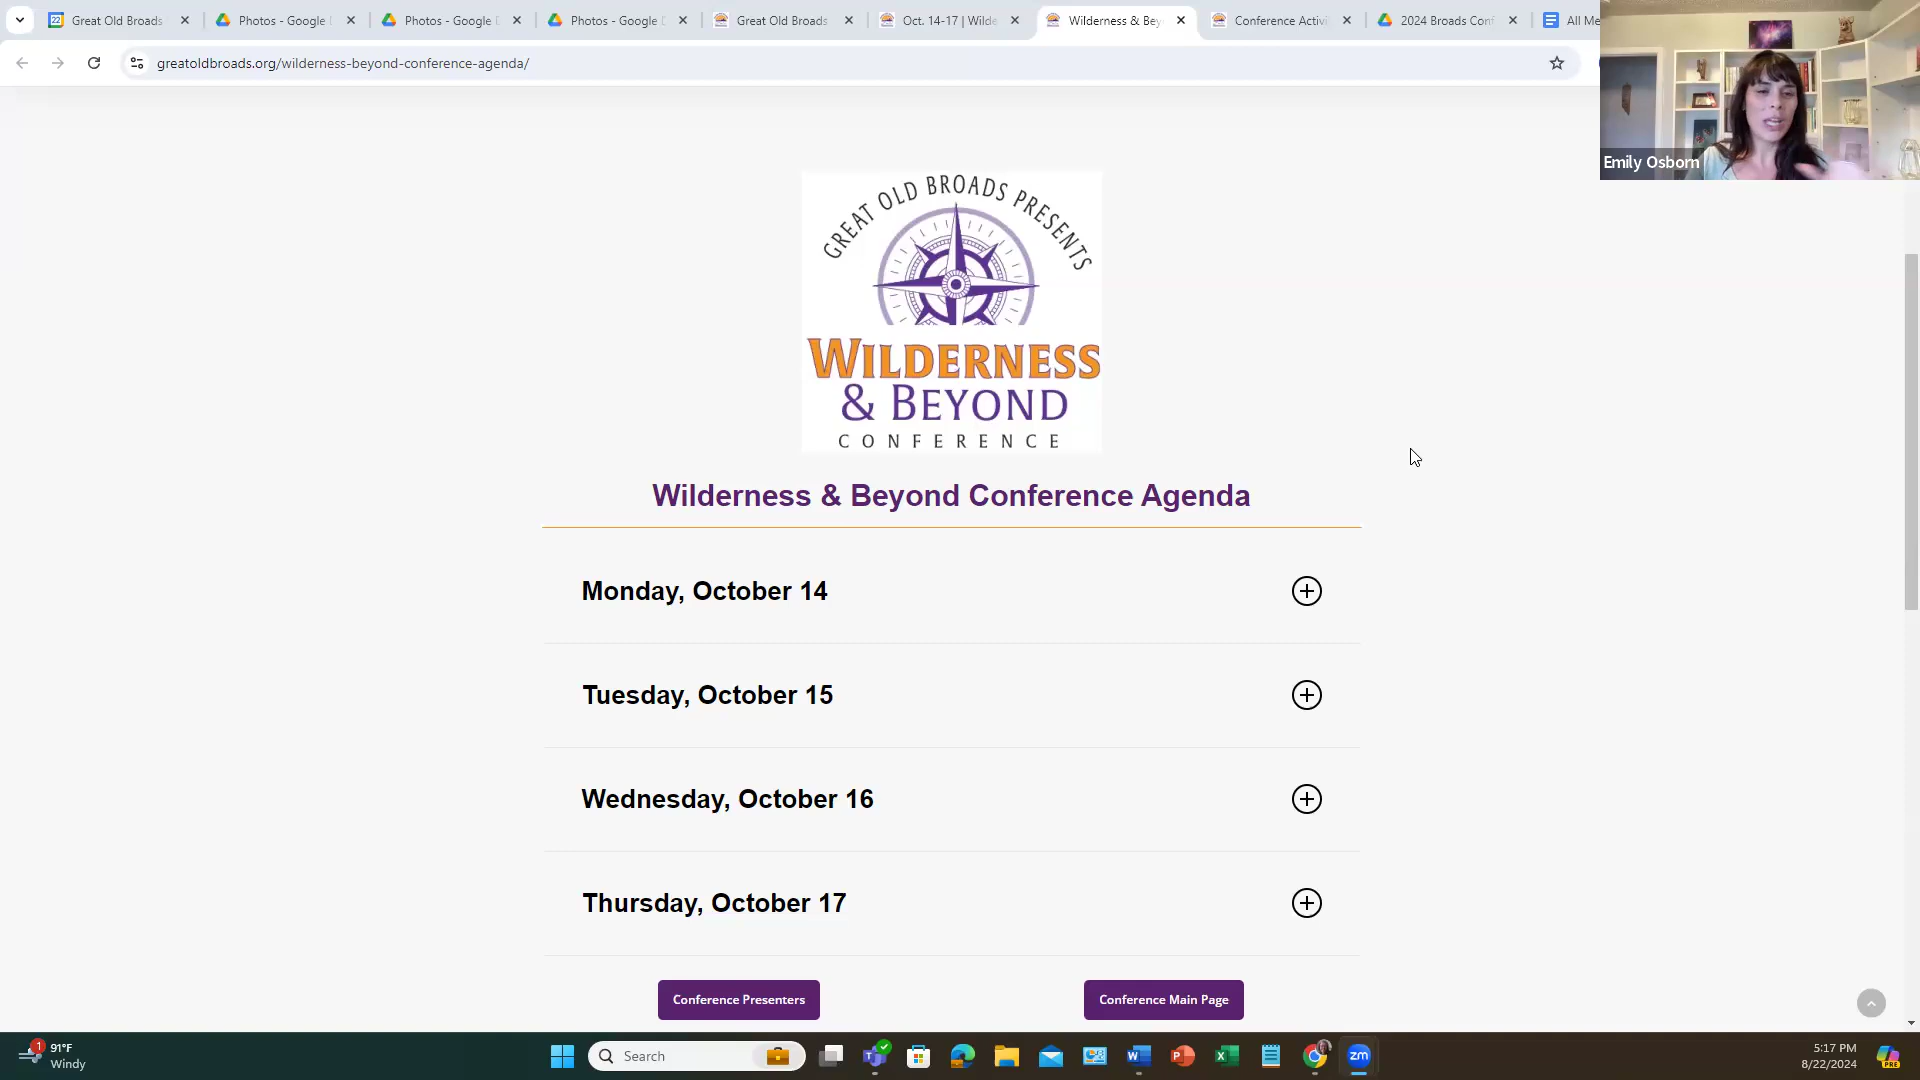 Great Old Broads
Photos - Google
Photos - Google
Photos - Google
Great Old Broads
Oct. 14-17 | Wilde
Wilderness & Bey
Conference Activi
2024 Broads Conf
All Me
greatoldbroads.org/wilderness-beyond-conference-agenda/
Emily Osborn
GREAT OLD BROADS PRESENTS
WILDERNESS
& BEYOND
CONFERENCE
Wilderness & Beyond Conference Agenda
Monday, October 14
Tuesday, October 15
Wednesday, October 16
Thursday, October 17
Conference Presenters
Conference Main Page
1
91°F
Windy
Search
zm
5:17 PM
8/22/2024
PRE